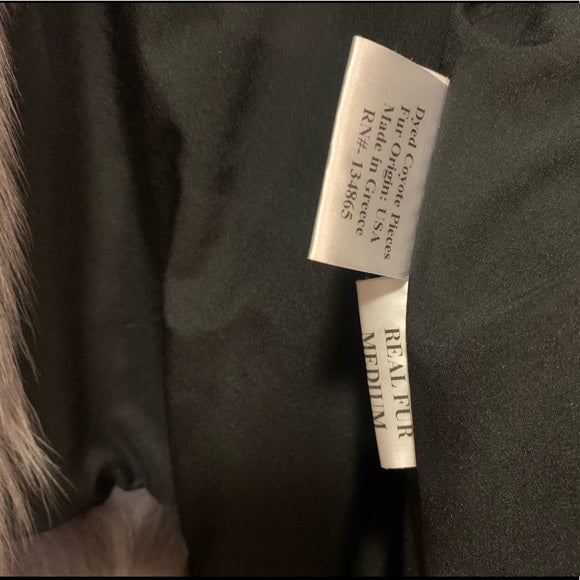 Dyed Coyote Pieces
Fur Origin: USA
Made in Greece
RN#- 134865
REAL FUR
MEDIUM